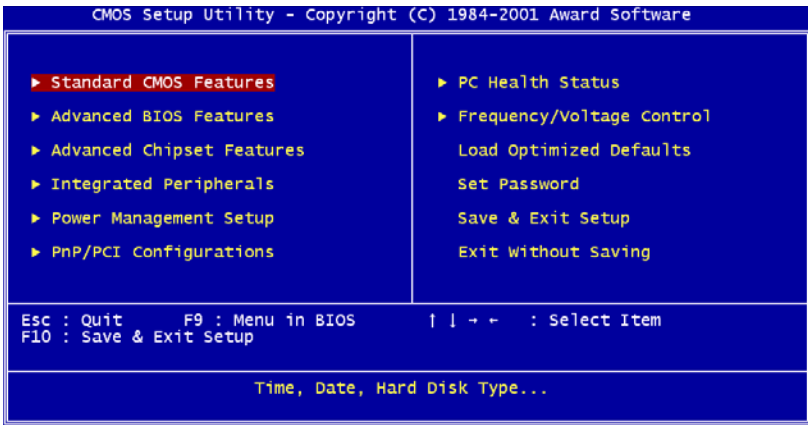 CMOS Setup Utility - Copyright (C) 1984-2001 Award Software
▶ Standard CMOS Features
▶ Advanced BIOS Features
▶ Advanced Chipset Features
▶ Integrated Peripherals
▶ Power Management Setup
▶ PnP/PCI Configurations
▶ PC Health Status
▶ Frequency/Voltage Control
Load Optimized Defaults
Set Password
Save & Exit Setup
Exit Without Saving
Esc : Quit F9 : Menu in BIOS ↑ ↓ → ← : Select Item
F10 : Save & Exit Setup
Time, Date, Hard Disk Type...